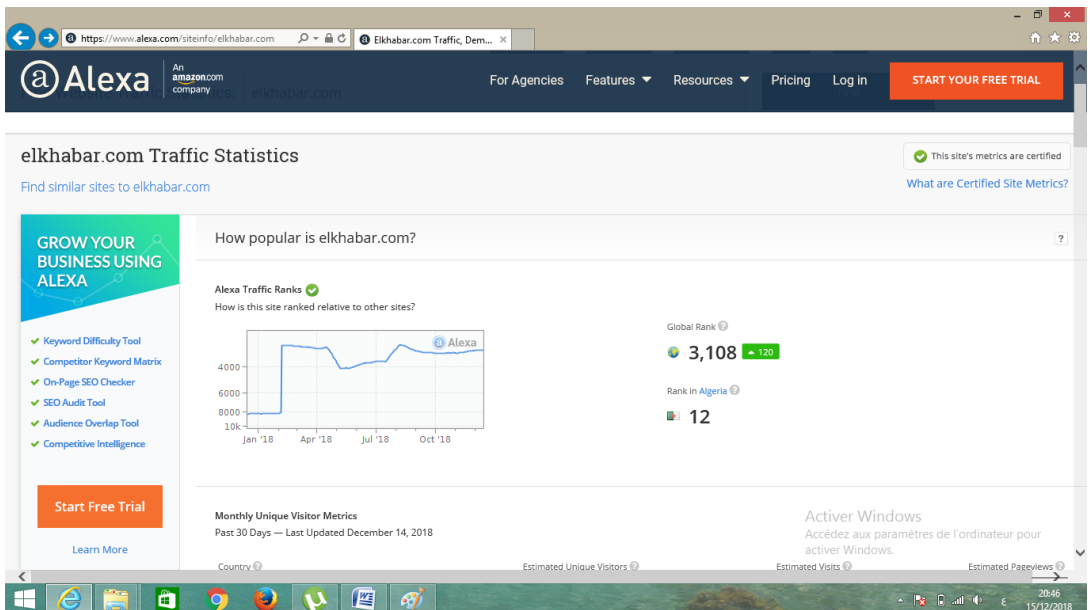 https://www.alexa.com/siteinfo/elkhabar.com
Elkhabar.com Traffic, Dem...
a Alexa
An
amazon.com
company
For Agencies
Features
Resources
Pricing
Log in
START YOUR FREE TRIAL
elkhabar.com
elkhabar.com Traffic Statistics
This site's metrics are certified
Find similar sites to elkhabar.com
What are Certified Site Metrics?
GROW YOUR
BUSINESS USING
ALEXA
Keyword Difficulty Tool
Competitor Keyword Matrix
On-Page SEO Checker
SEO Audit Tool
Audience Overlap Tool
Competitive Intelligence
Start Free Trial
Learn More
How popular is elkhabar.com?
?
Alexa Traffic Ranks
How is this site ranked relative to other sites?
a Alexa
4000
6000
8000
10k
Jan '18 Apr '18 Jul '18 Oct '18
Global Rank ?
3,108 120
Rank in Algeria ?
12
Monthly Unique Visitor Metrics
Past 30 Days — Last Updated December 14, 2018
Country ?
Estimated Unique Visitors ?
Estimated Visits ?
Estimated Pageviews ?
Activer Windows
Accédez aux paramètres de l'ordinateur pour
activer Windows.
ع
20:46
15/12/2018